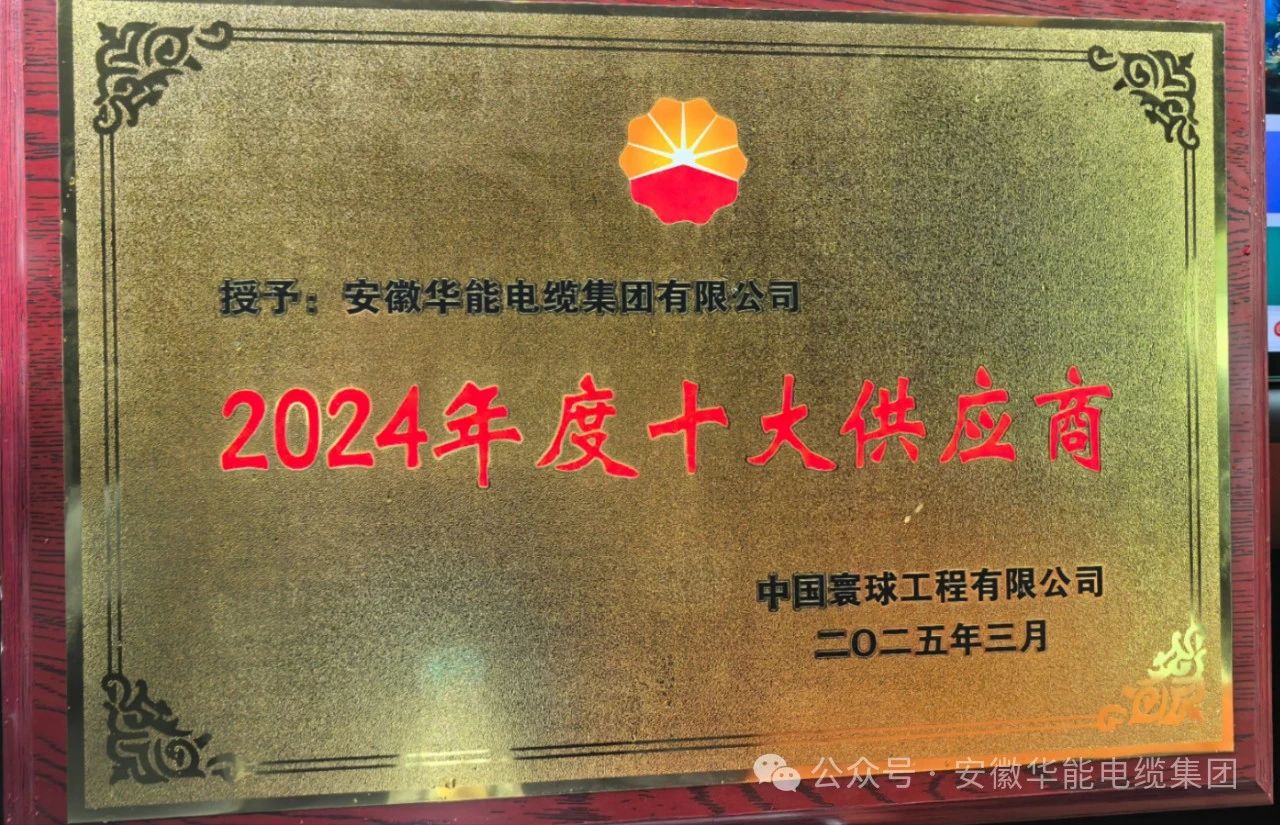 授予：安徽华能电缆集团有限公司
2024年度十大供应商
中国寰球工程有限公司
二〇二五年三月
公众号·安徽华能电缆集团